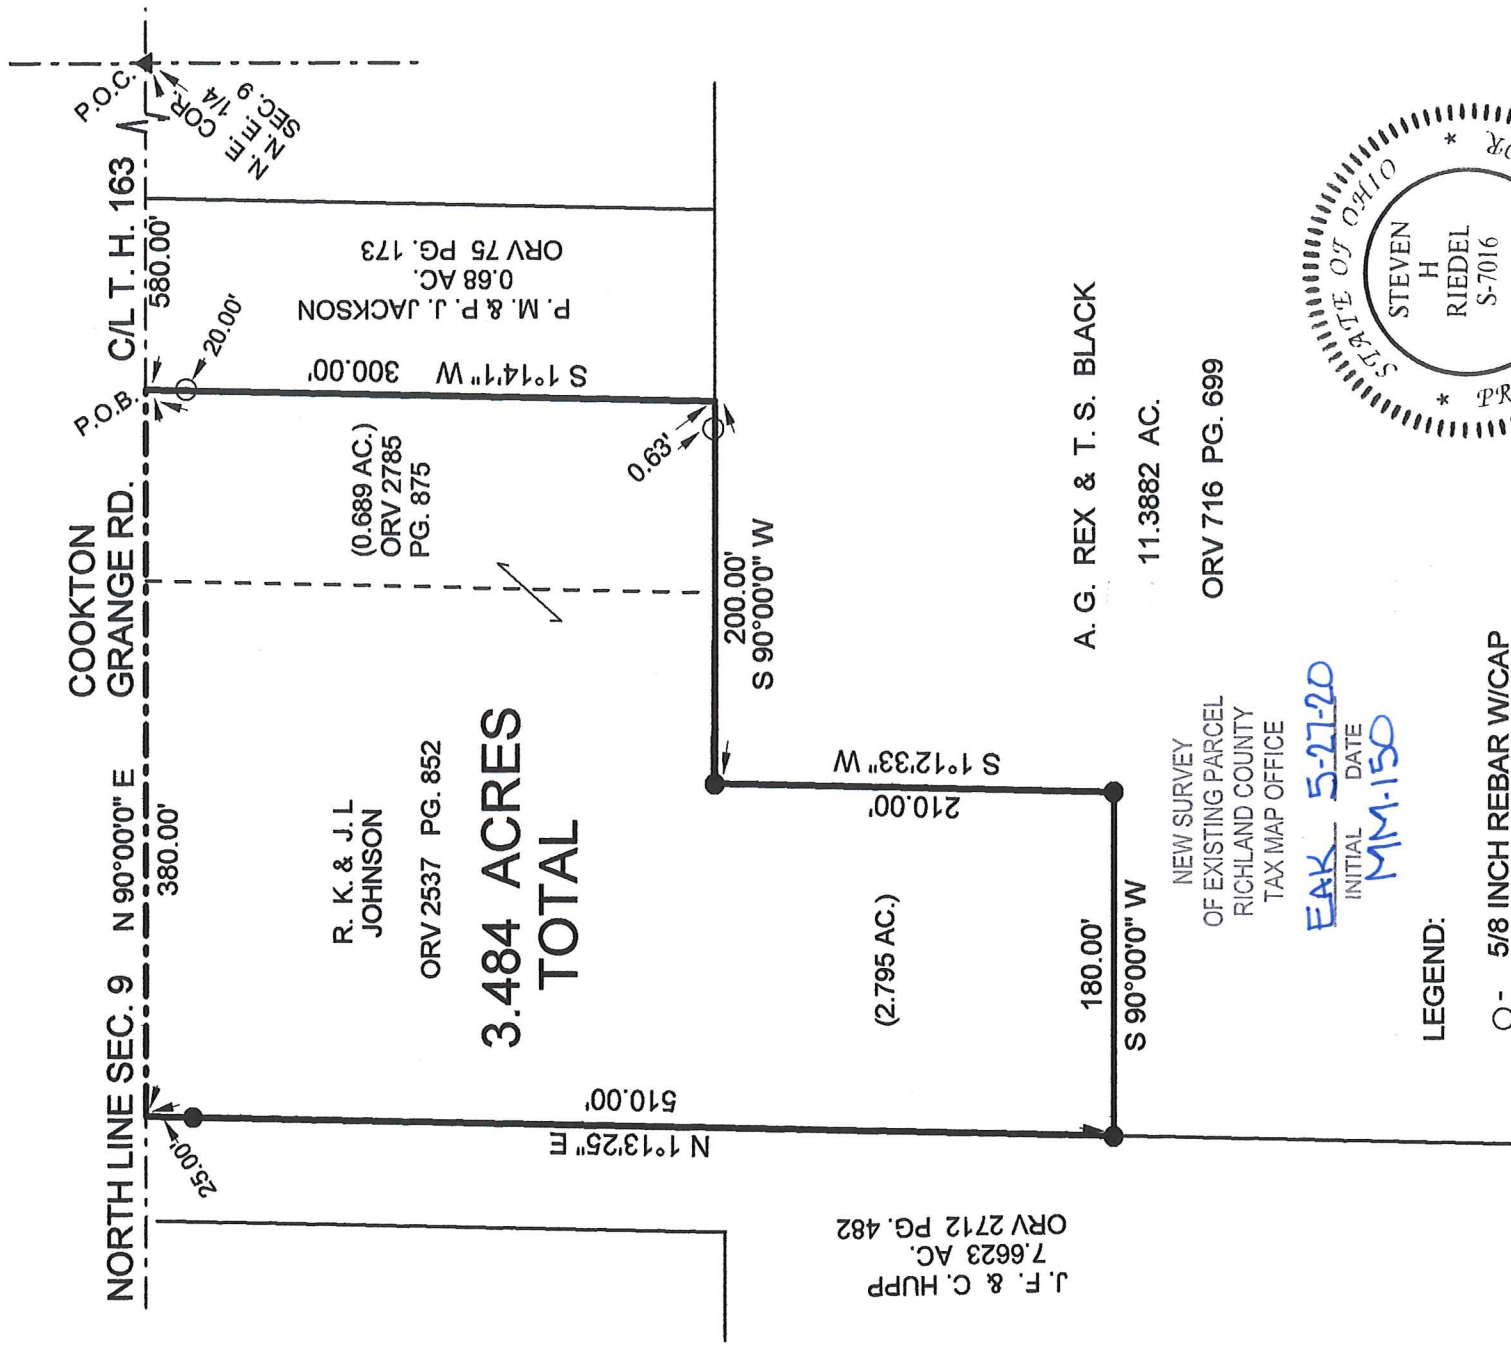 COOKTON
GRANGE RD.
NORTH LINE SEC. 9 N 90°00'0" E
C/L T. H. 163
380.00'
580.00'
P.O.C.
N.E. COR.
N.E. 1/4
SEC. 9
P.O.B.
20.00'
25.00'
P. M. & P. J. JACKSON
0.68 AC.
ORV 75 PG. 173
S 1°14'1" W 300.00'
(0.689 AC.)
ORV 2785
PG. 875
0.63'
R. K. & J. L
JOHNSON
ORV 2537 PG. 852
3.484 ACRES
TOTAL
200.00'
S 90°00'0" W
S 1°12'33" W
210.00'
510.00'
N 1°13'25" E
(2.795 AC.)
180.00'
S 90°00'0" W
J. F. & C. HUPP
7.6623 AC.
ORV 2712 PG. 482
A. G. REX & T. S. BLACK
11.3882 AC.
ORV 716 PG. 699
NEW SURVEY
OF EXISTING PARCEL
RICHLAND COUNTY
TAX MAP OFFICE
EAK 5-27-20
INITIAL DATE
MM-150
LEGEND:
O - 5/8 INCH REBAR W/CAP
STATE OF OHIO
STEVEN
H
RIEDEL
S-7016